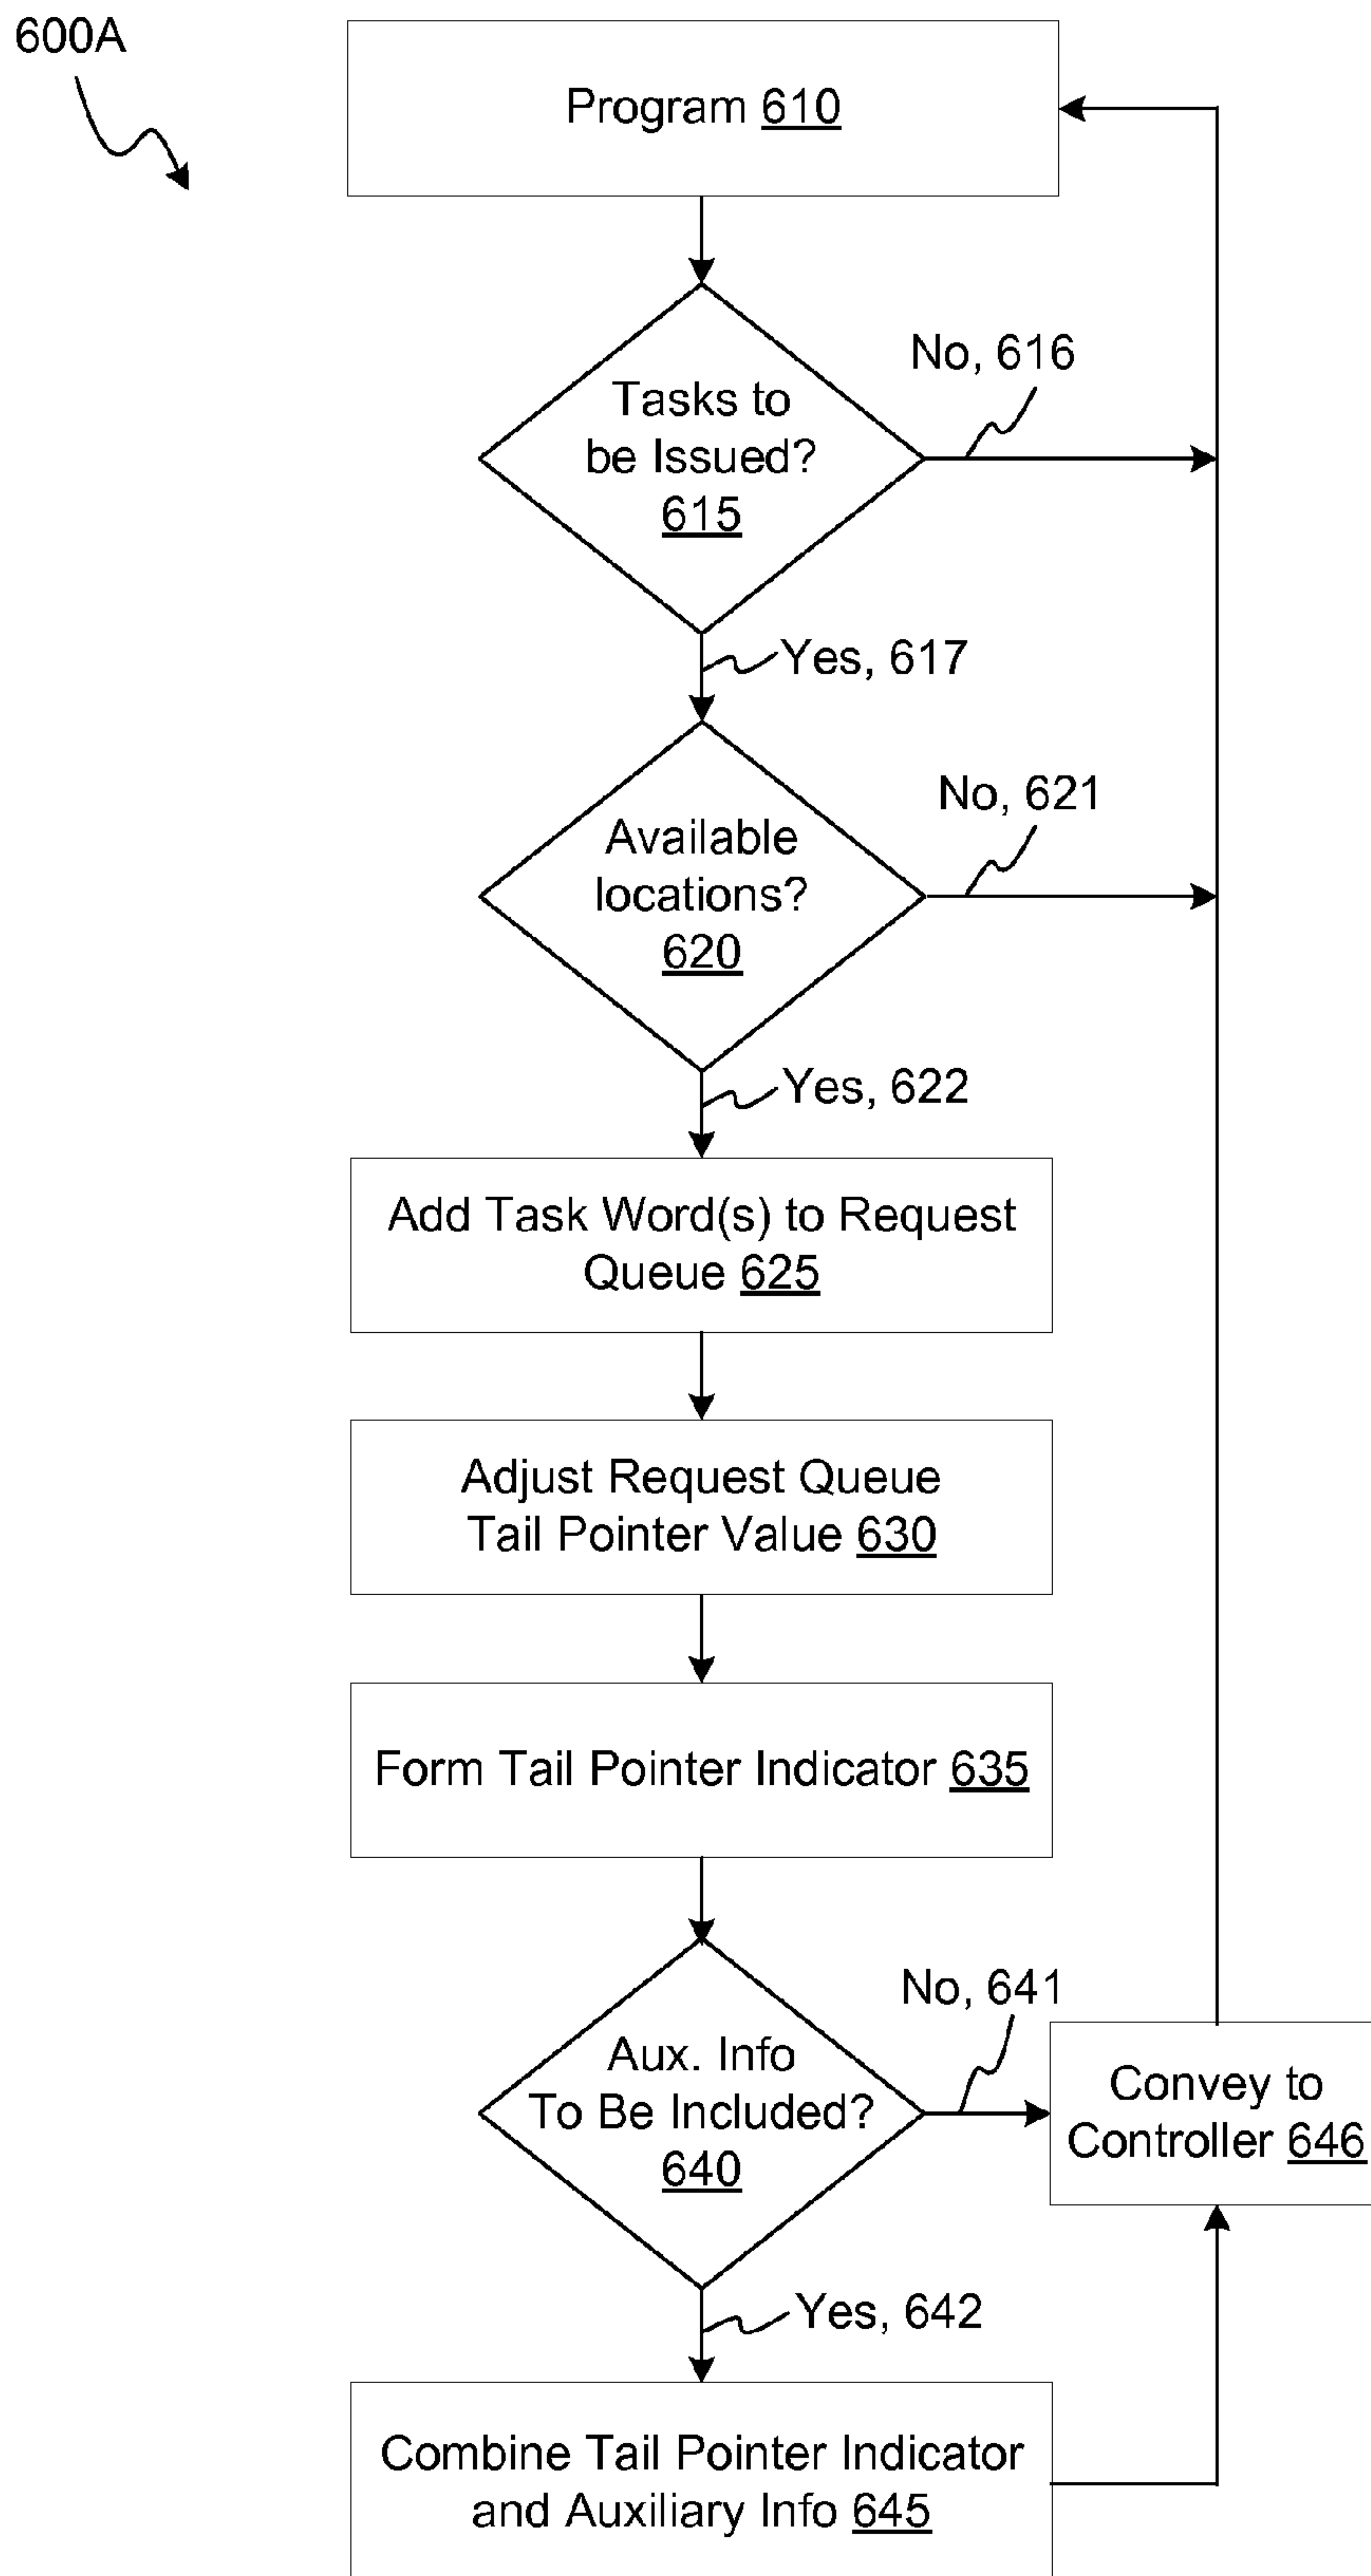 600A
Program 610
Tasks to
be Issued?
615
No, 616
Yes, 617
Available
locations?
620
No, 621
Yes, 622
Add Task Word(s) to Request
Queue 625
Adjust Request Queue
Tail Pointer Value 630
Form Tail Pointer Indicator 635
Aux. Info
To Be Included?
640
No, 641
Convey to
Controller 646
Yes, 642
Combine Tail Pointer Indicator
and Auxiliary Info 645